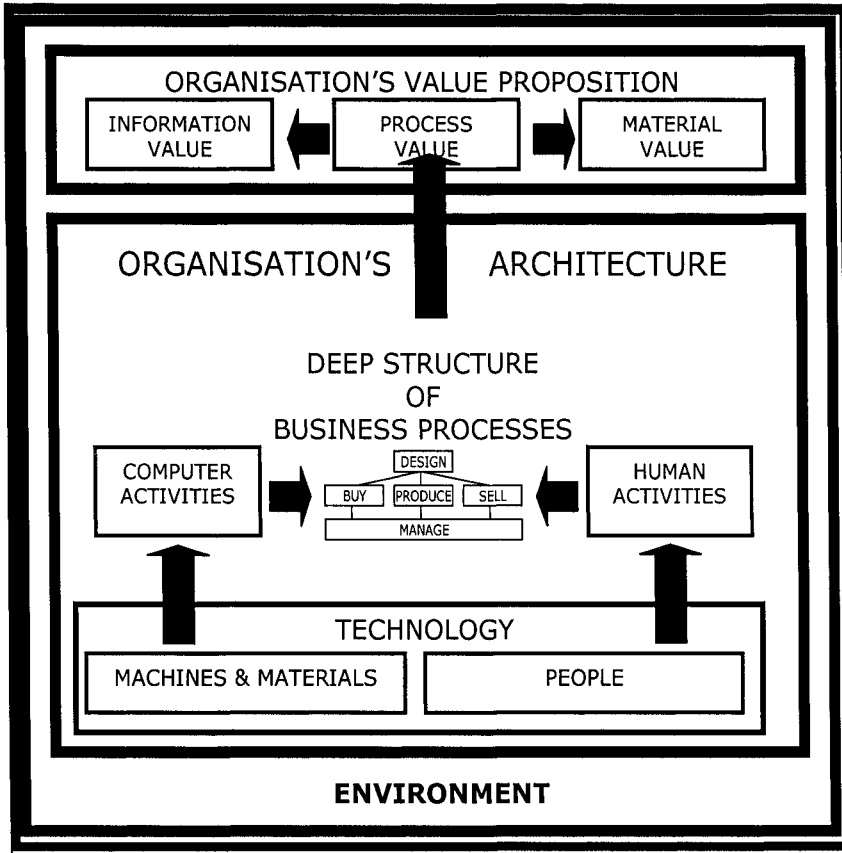 ORGANISATION'S VALUE PROPOSITION
INFORMATION
VALUE
PROCESS
VALUE
MATERIAL
VALUE
ORGANISATION'S ARCHITECTURE
DEEP STRUCTURE
OF
BUSINESS PROCESSES
COMPUTER
ACTIVITIES
DESIGN
BUY
PRODUCE
SELL
MANAGE
HUMAN
ACTIVITIES
TECHNOLOGY
MACHINES & MATERIALS
PEOPLE
ENVIRONMENT